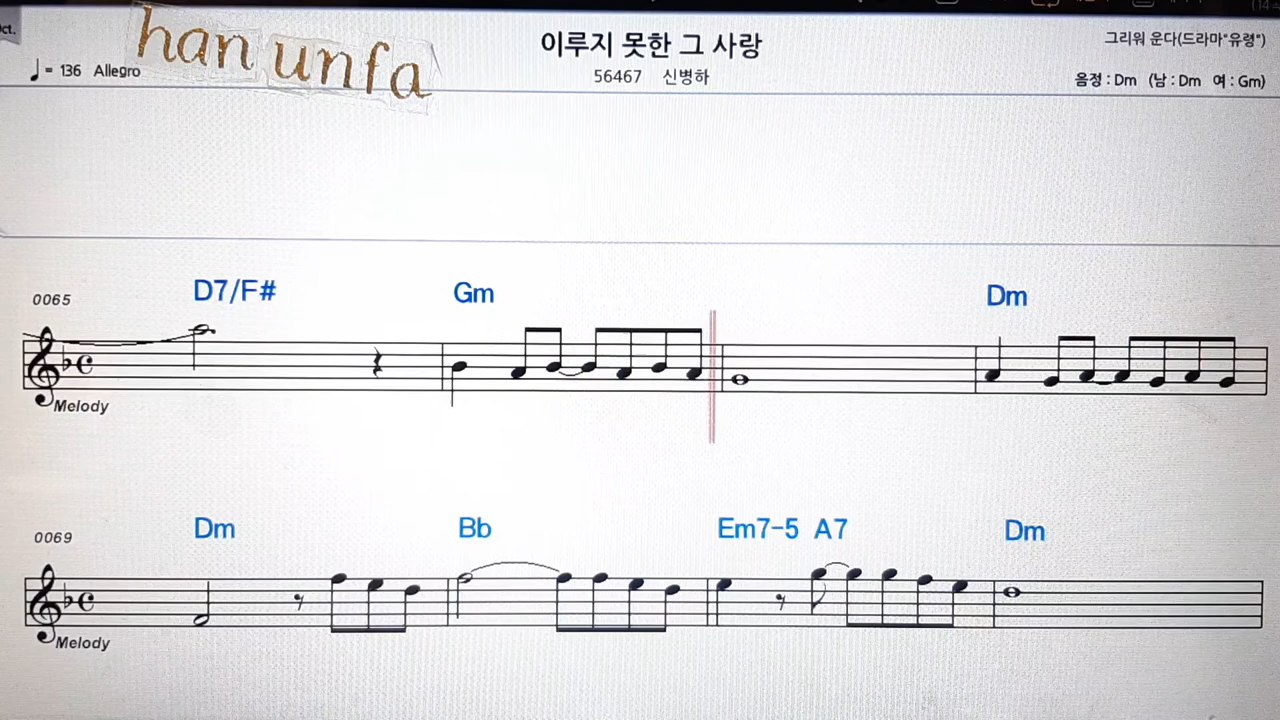 ct.
han unfa
이루지 못한 그 사랑
그리워 운다(드라마"유령")
♩= 136 Allegro
56467 신병하
음정 : Dm (남 : Dm 여 : Gm)
D7/F# Gm Dm
0065
Melody
Dm Bb Em7-5 A7 Dm
0069
Melody